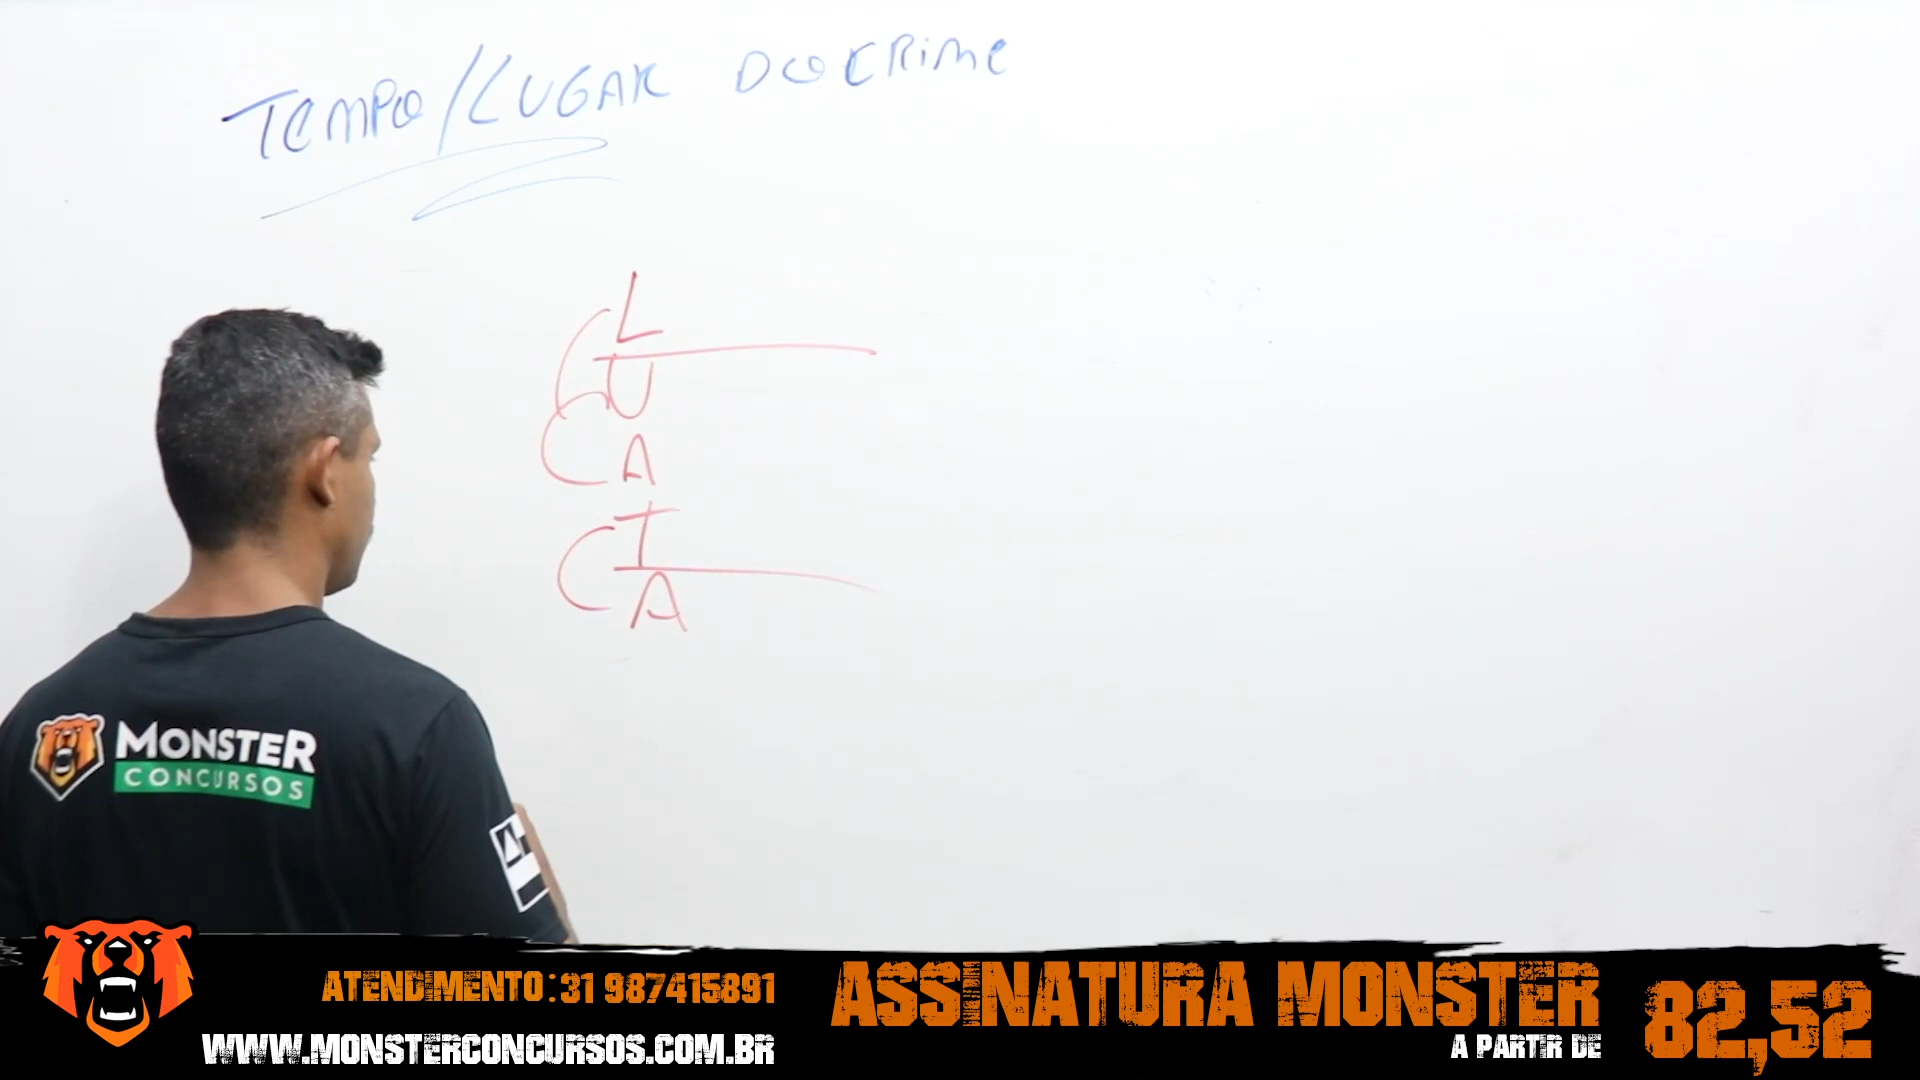 TEMPO/LUGAR DO CRIME
L
U
A
T
A
MONSTER
CONCURSOS
ATENDIMENTO: 31 987415891
WWW.MONSTERCONCURSOS.COM.BR
ASSINATURA MONSTER
A PARTIR DE
82,52